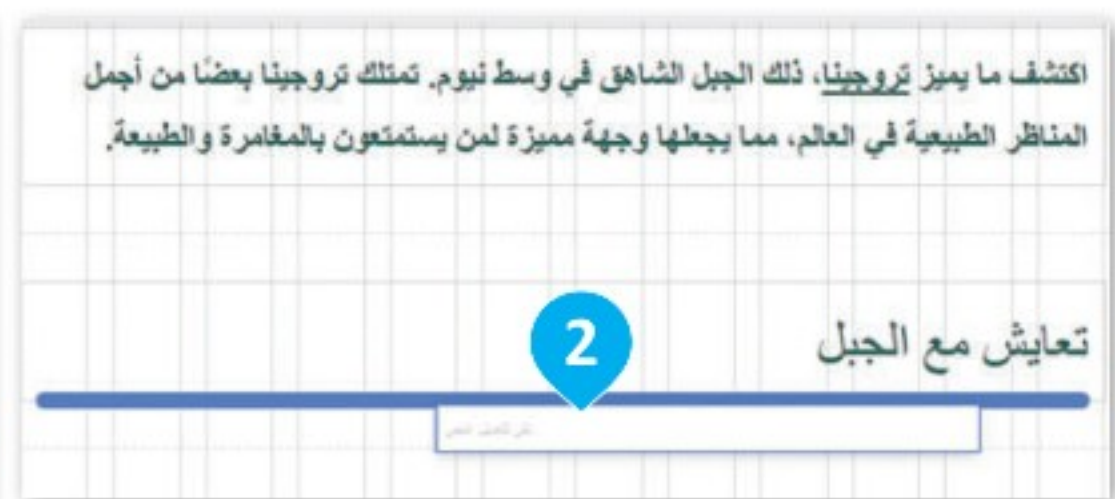 اكتشف ما يميز تروجينا، ذلك الجبل الشاهق في وسط نيوم. تمتلك تروجينا بعضًا من أجمل
المناظر الطبيعية في العالم، مما يجعلها وجهة مميزة لمن يستمتعون بالمغامرة والطبيعة.
2
تعايش مع الجبل